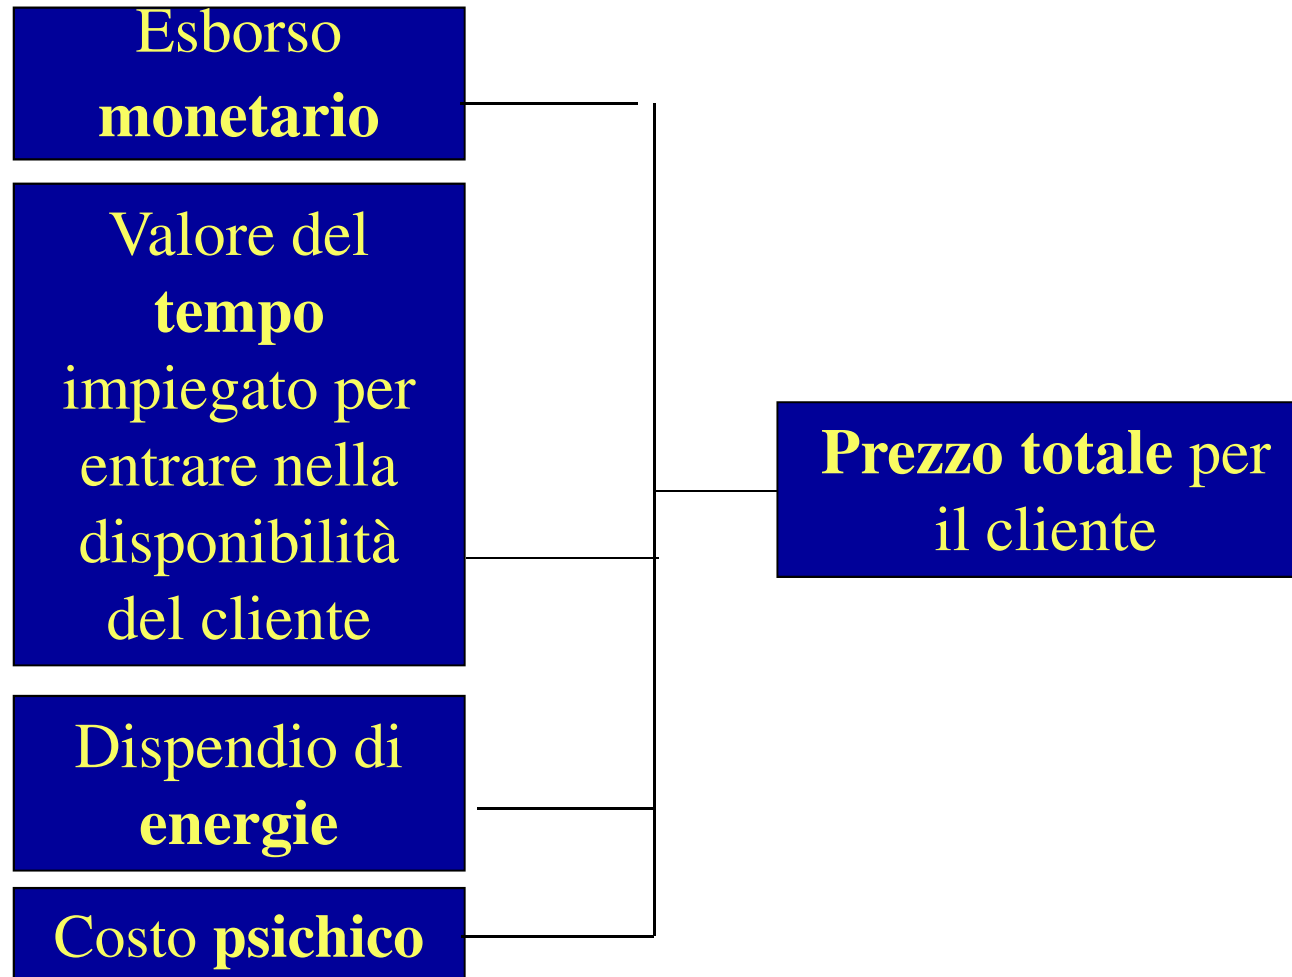 Esborso
monetario
Valore del
tempo
impiegato per
entrare nella
disponibilità
del cliente
Dispendio di
energie
Costo psichico
Prezzo totale per
il cliente